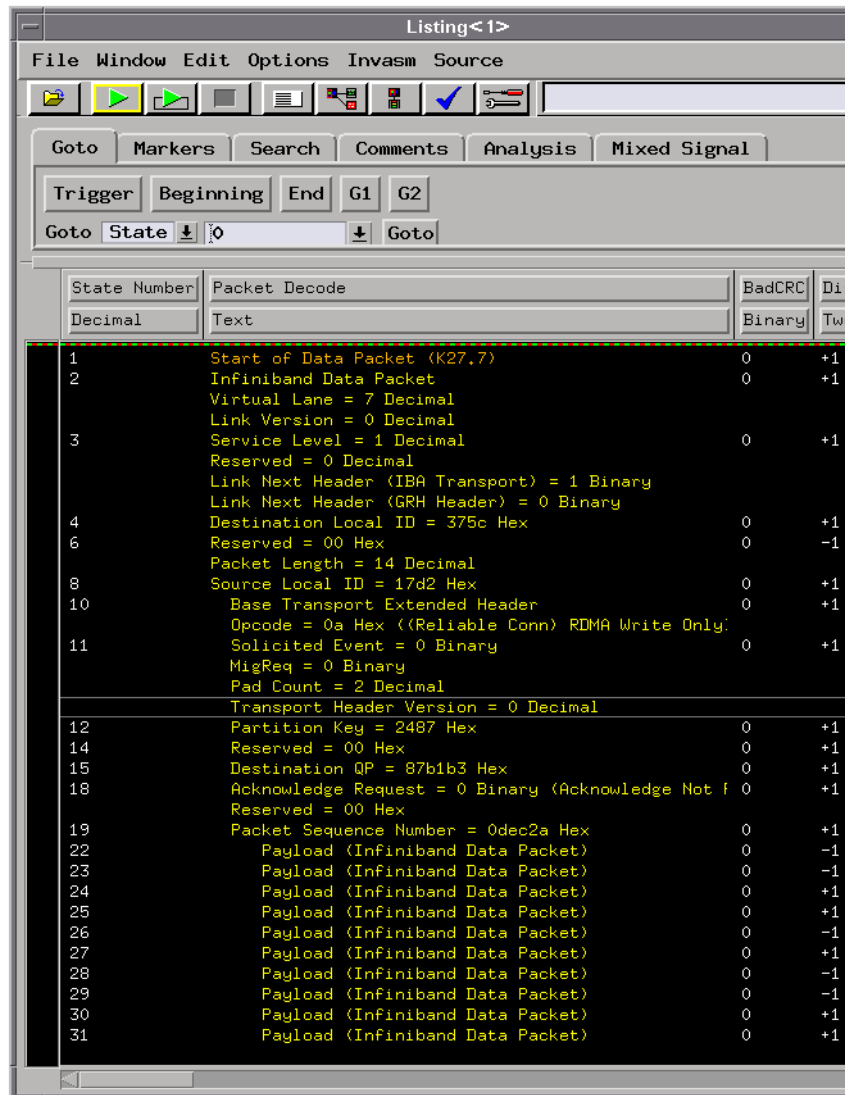 Listing<1>
File Window Edit Options Invasm Source
Goto Markers Search Comments Analysis Mixed Signal
Trigger Beginning End G1 G2
Goto State 0 Goto
State Number Packet Decode BadCRC Di
Decimal Text Binary Tw
1 Start of Data Packet (K27.7) 0 +1
2 Infiniband Data Packet 0 +1
Virtual Lane = 7 Decimal
Link Version = 0 Decimal
3 Service Level = 1 Decimal 0 +1
Reserved = 0 Decimal
Link Next Header (IBA Transport) = 1 Binary
Link Next Header (GRH Header) = 0 Binary
4 Destination Local ID = 375c Hex 0 +1
6 Reserved = 00 Hex 0 -1
Packet Length = 14 Decimal
8 Source Local ID = 17d2 Hex 0 +1
10 Base Transport Extended Header 0 +1
Opcode = 0a Hex ((Reliable Conn) RDMA Write Only)
11 Solicited Event = 0 Binary 0 +1
MigReq = 0 Binary
Pad Count = 2 Decimal
Transport Header Version = 0 Decimal
12 Partition Key = 2487 Hex 0 +1
14 Reserved = 00 Hex 0 +1
15 Destination QP = 87b1b3 Hex 0 +1
18 Acknowledge Request = 0 Binary (Acknowledge Not 0 +1
Reserved = 00 Hex
19 Packet Sequence Number = 0dec2a Hex 0 +1
22 Payload (Infiniband Data Packet) 0 -1
23 Payload (Infiniband Data Packet) 0 -1
24 Payload (Infiniband Data Packet) 0 +1
25 Payload (Infiniband Data Packet) 0 +1
26 Payload (Infiniband Data Packet) 0 -1
27 Payload (Infiniband Data Packet) 0 +1
28 Payload (Infiniband Data Packet) 0 -1
29 Payload (Infiniband Data Packet) 0 -1
30 Payload (Infiniband Data Packet) 0 +1
31 Payload (Infiniband Data Packet) 0 +1